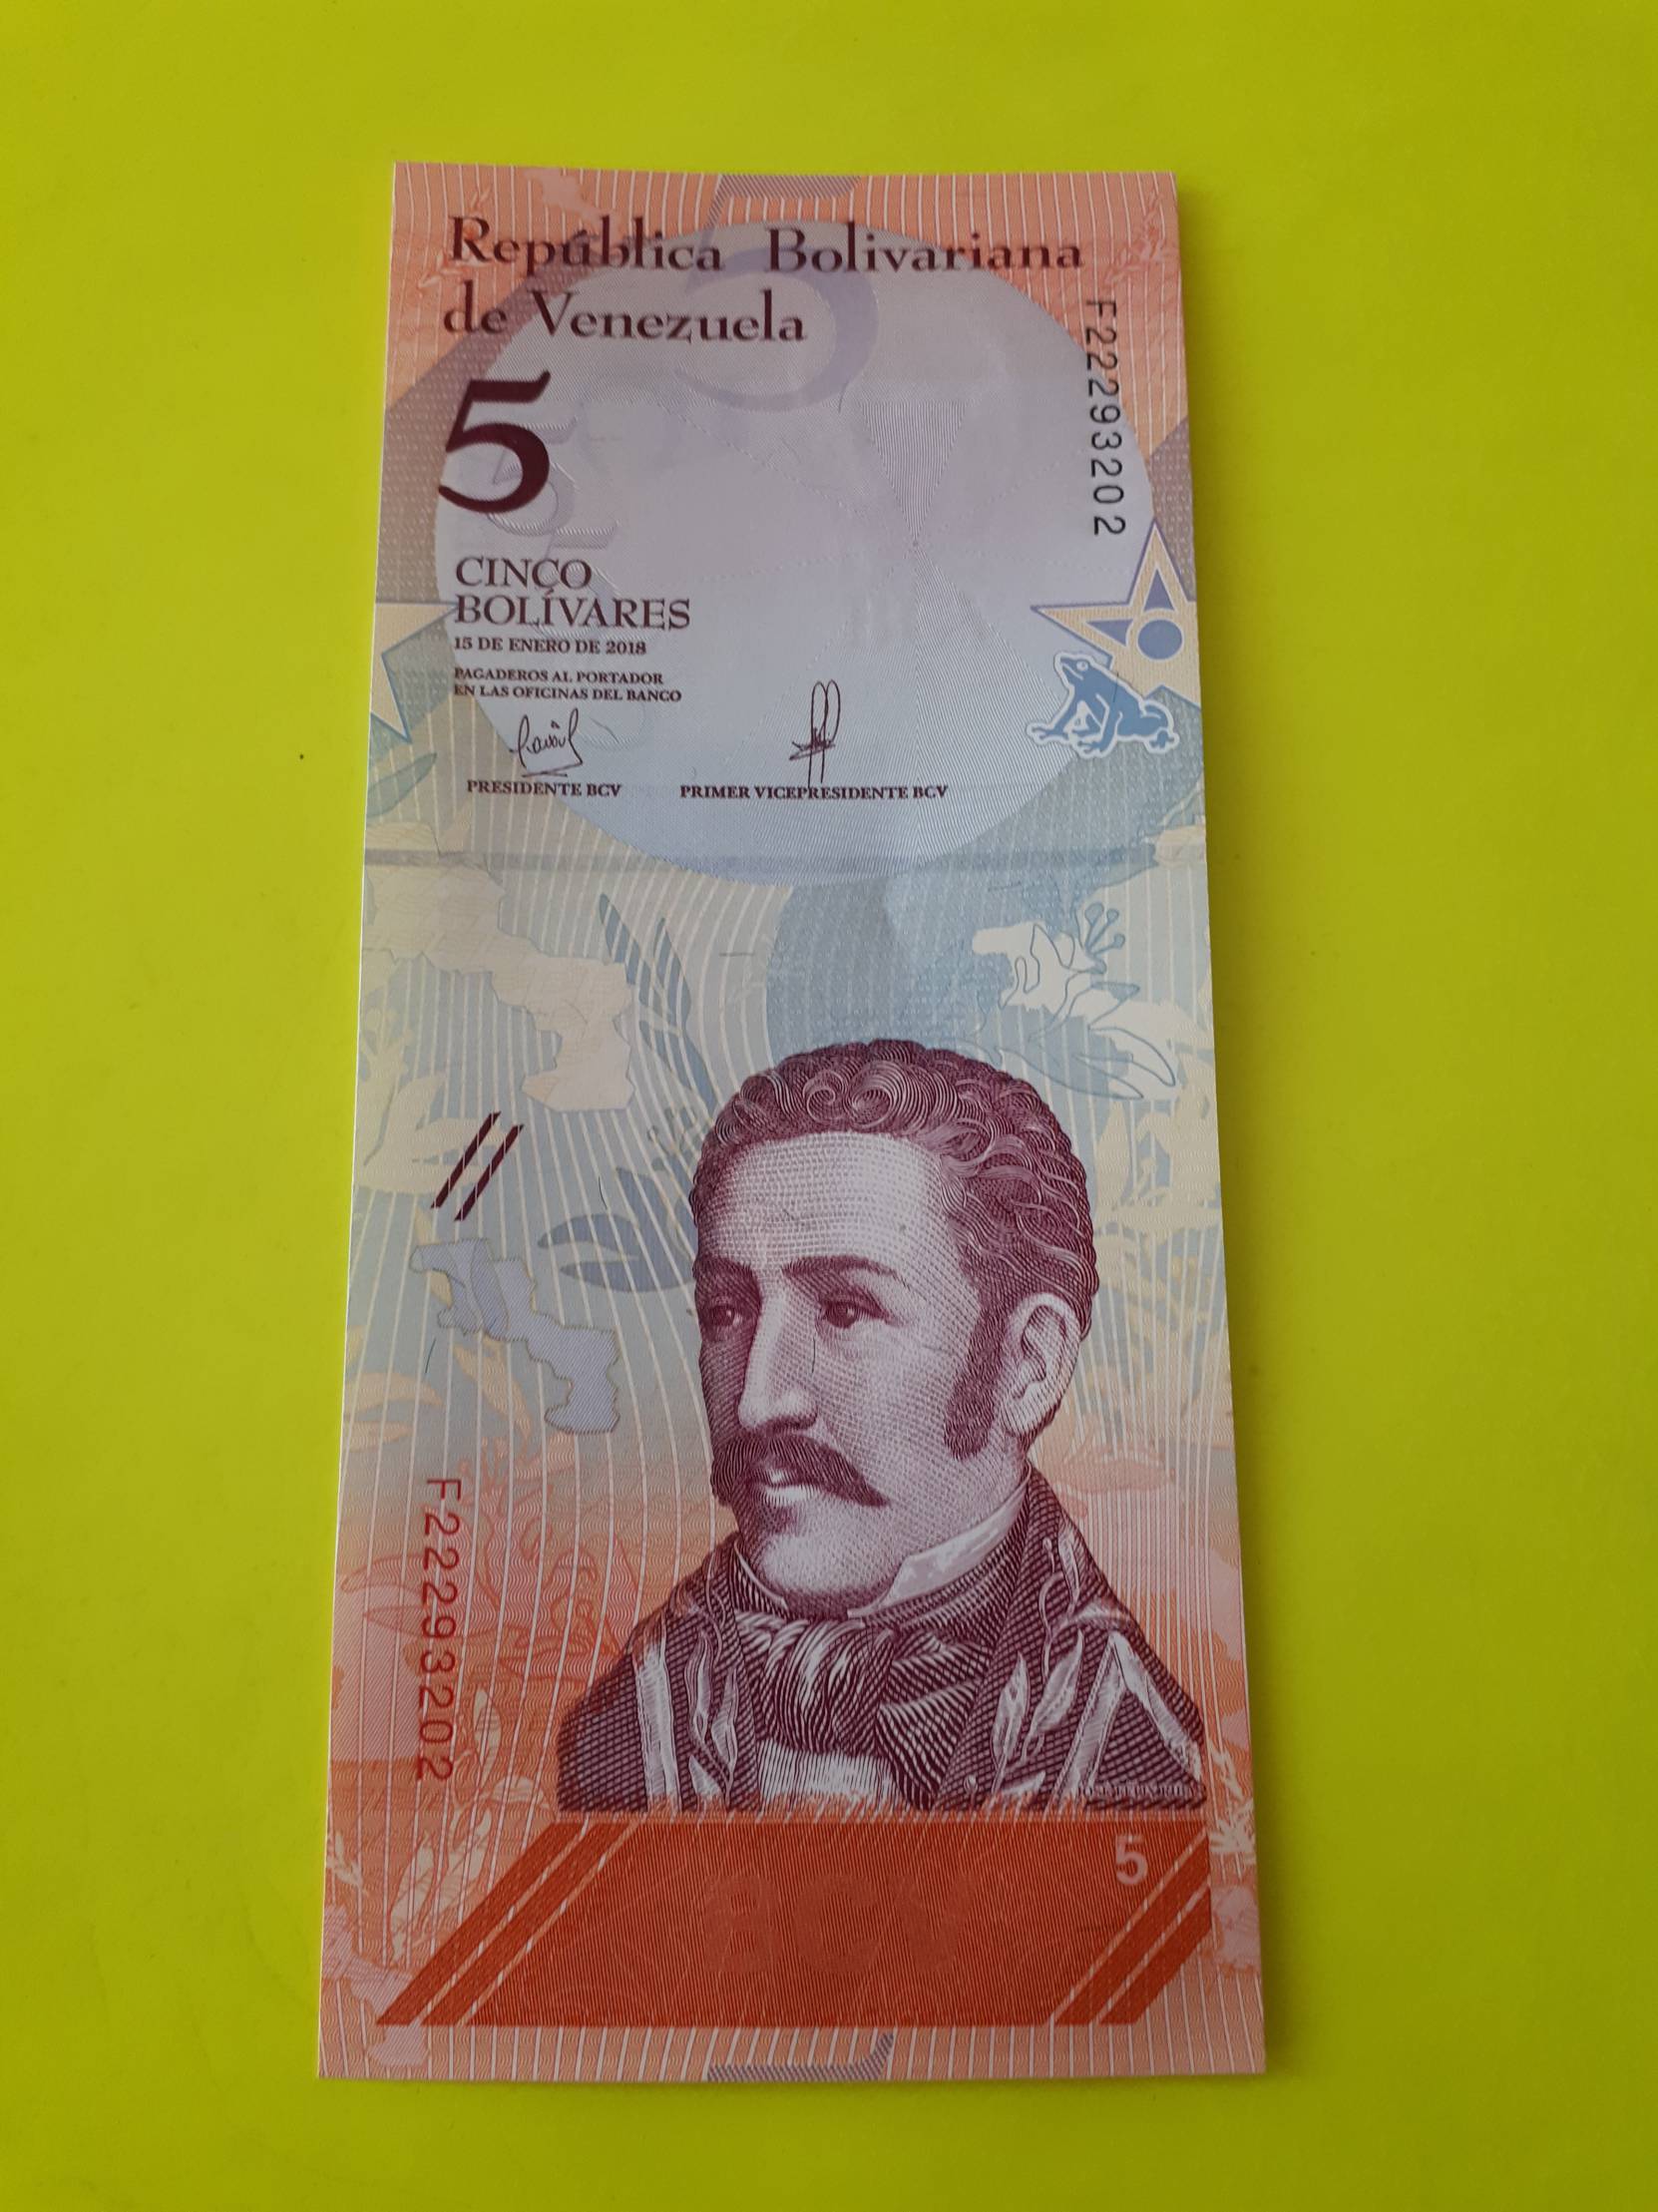 República Bolivariana
de Venezuela
F22293202
5
CINCO
BOLÍVARES
15 DE ENERO DE 2018
PAGADEROS AL PORTADOR
EN LAS OFICINAS DEL BANCO
PRESIDENTE BCV
PRIMER VICEPRESIDENTE BCV
F22293202
5
BCV